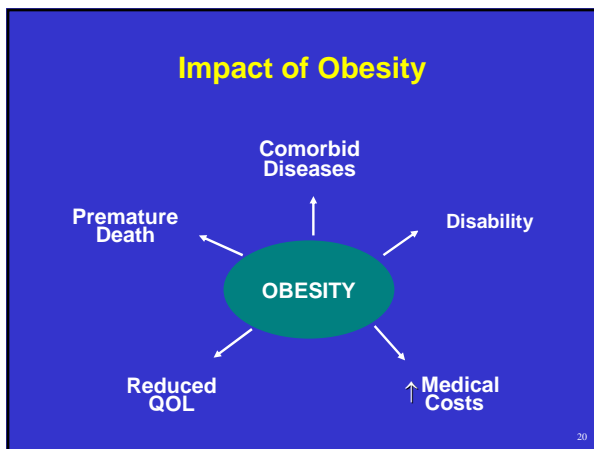 Impact of Obesity
Comorbid
Diseases
Premature
Death
Disability
OBESITY
Reduced
QOL
↑ Medical
Costs
20